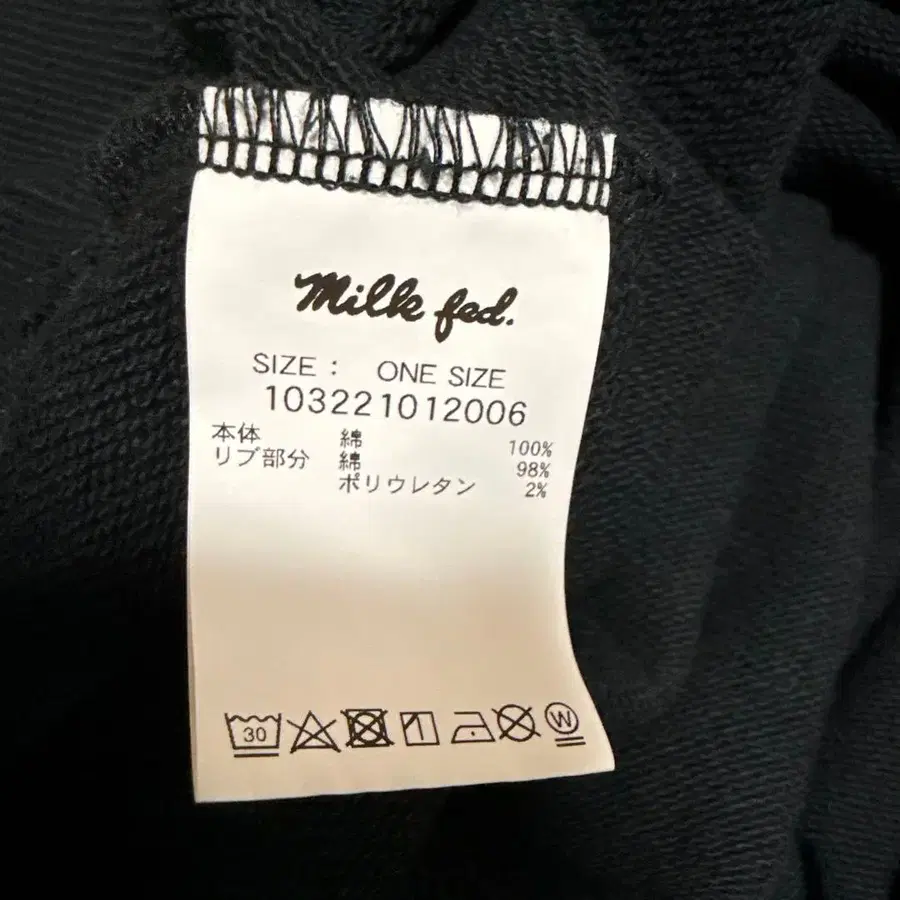 Milk fed.
SIZE : ONE SIZE
103221012006
本体 綿 100%
リブ部分 綿 98%
ポリウレタン 2%
30 W